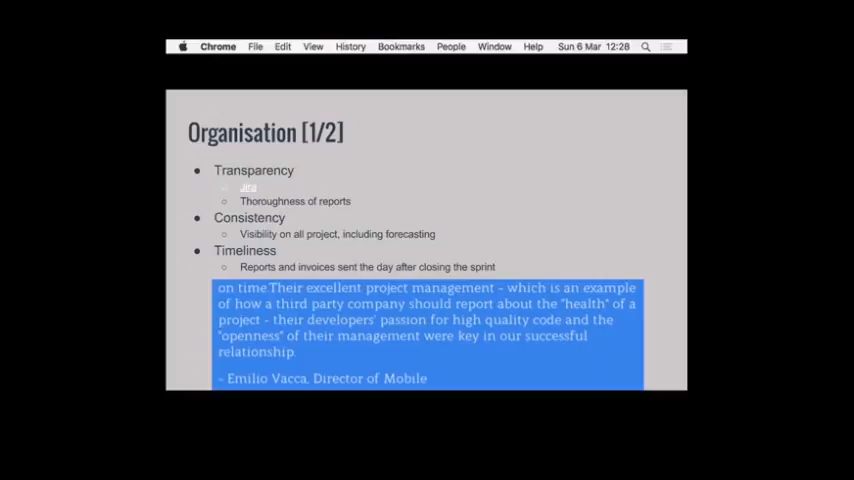 Chrome File Edit View History Bookmarks People Window Help Sun 6 Mar 12:28
Organisation [1/2]
● Transparency
○ Jira
○ Thoroughness of reports
● Consistency
○ Visibility on all project, including forecasting
● Timeliness
○ Reports and invoices sent the day after closing the sprint
on time.Their excellent project management - which is an example
of how a third party company should report about the "health" of a
project - their developers' passion for high quality code and the
"openness" of their management were key in our successful
relationship.
- Emilio Vacca, Director of Mobile